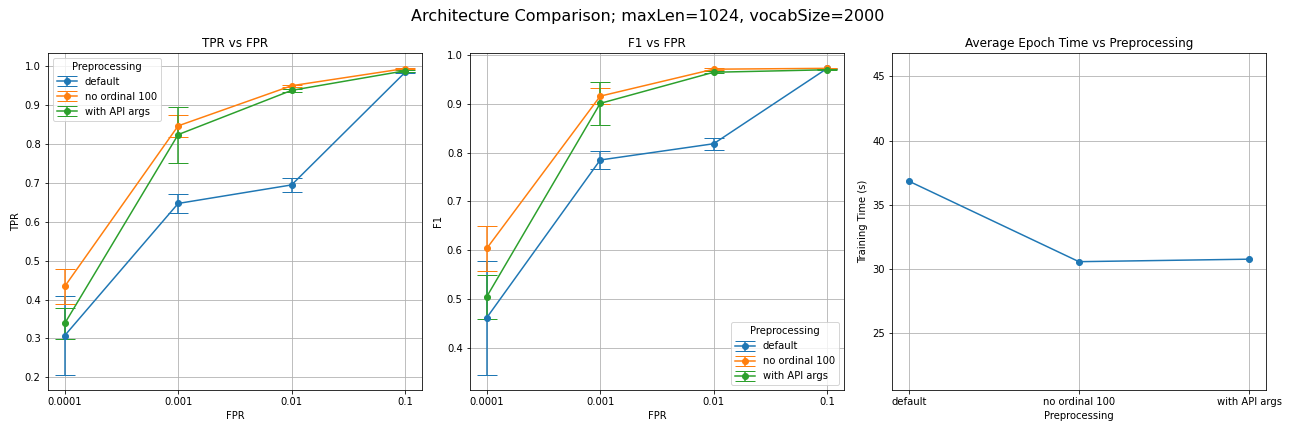 Architecture Comparison; maxLen=1024, vocabSize=2000
TPR vs FPR
1.0
0.9
0.8
0.7
0.6
0.5
0.4
0.3
0.2
TPR
Preprocessing
default
no ordinal 100
with API args
0.0001
0.001
0.01
0.1
FPR
F1 vs FPR
1.0
0.9
0.8
0.7
0.6
0.5
0.4
F1
Preprocessing
default
no ordinal 100
with API args
0.0001
0.001
0.01
0.1
FPR
Average Epoch Time vs Preprocessing
45
40
35
30
25
Training Time (s)
default
no ordinal 100
with API args
Preprocessing